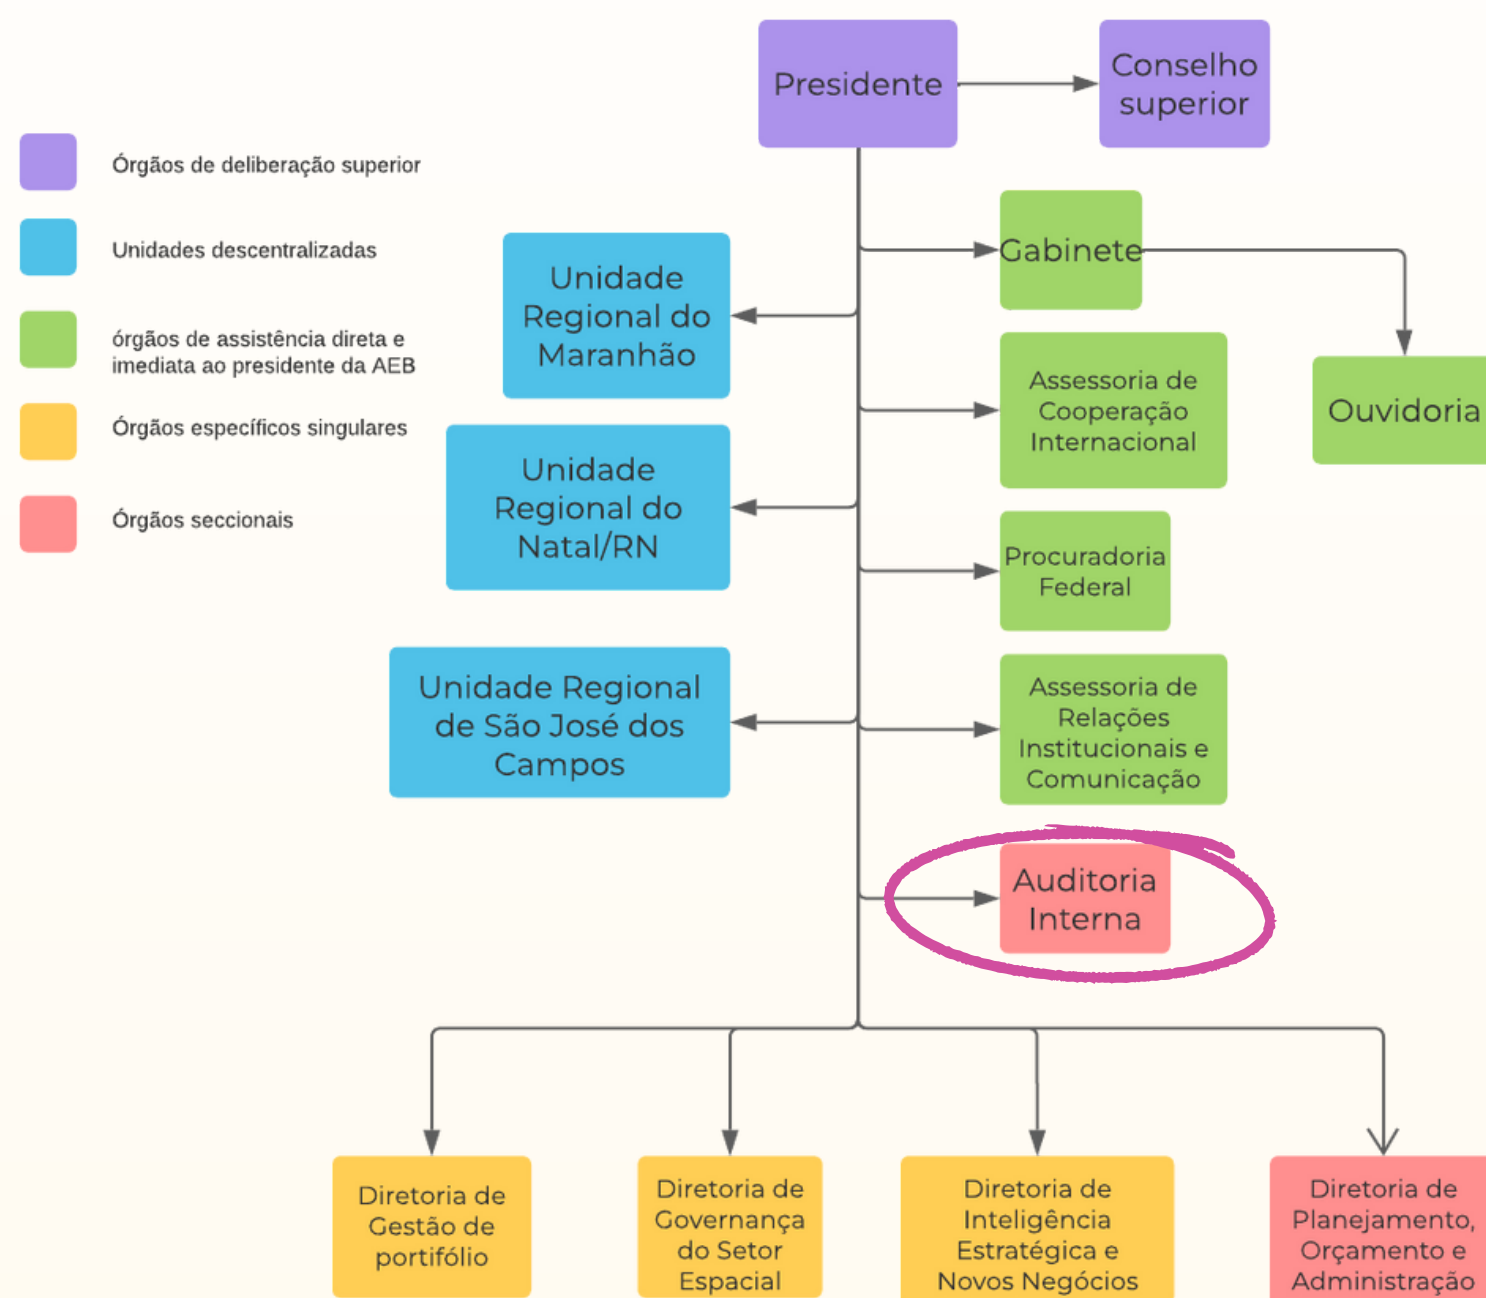 Presidente
Conselho
superior
Órgãos de deliberação superior
Unidades descentralizadas
órgãos de assistência direta e
imediata ao presidente da AEB
Órgãos específicos singulares
Órgãos seccionais
Unidade
Regional do
Maranhão
Unidade
Regional do
Natal/RN
Unidade Regional
de São José dos
Campos
Gabinete
Ouvidoria
Assessoria de
Cooperação
Internacional
Procuradoria
Federal
Assessoria de
Relações
Institucionais e
Comunicação
Auditoria
Interna
Diretoria de
Gestão de
portifólio
Diretoria de
Governança
do Setor
Espacial
Diretoria de
Inteligência
Estratégica e
Novos Negócios
Diretoria de
Planejamento,
Orçamento e
Administração